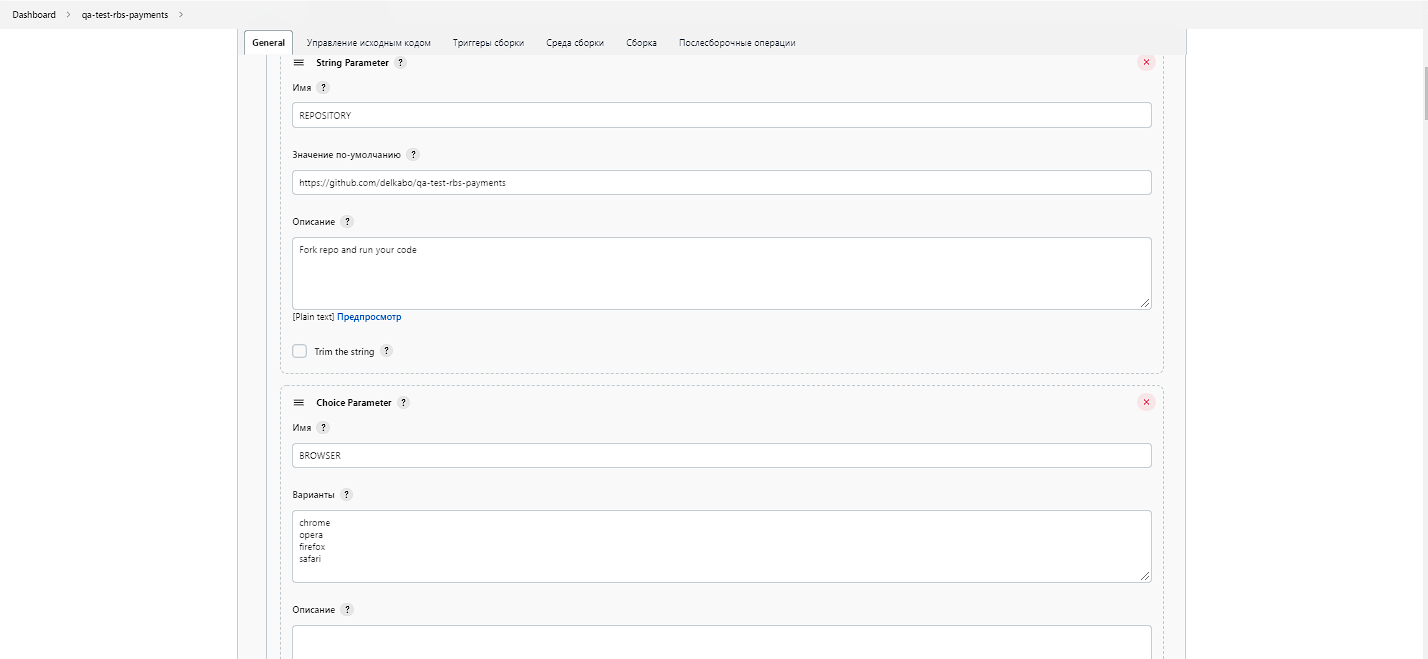 Dashboard > qa-test-rbs-payments >
General Управление исходным кодом Триггеры сборки Среда сборки Сборка Послесборочные операции
String Parameter ?
Имя ?
REPOSITORY
Значение по-умолчанию ?
https://github.com/delkabo/qa-test-rbs-payments
Описание ?
Fork repo and run your code
[Plain text] Предпросмотр
Trim the string ?
Choice Parameter ?
Имя ?
BROWSER
Варианты ?
chrome
opera
firefox
safari
Описание ?